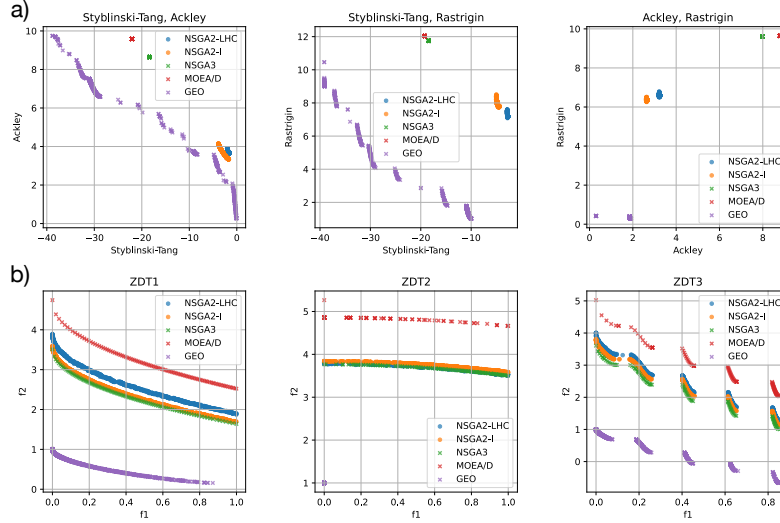 a)
Styblinski-Tang, Ackley
Ackley
10
8
6
4
2
0
NSGA2-LHC
NSGA2-I
NSGA3
MOEA/D
GEO
−40
−30
−20
−10
0
Styblinski-Tang
Styblinski-Tang, Rastrigin
Rastrigin
12
10
8
6
4
2
NSGA2-LHC
NSGA2-I
NSGA3
MOEA/D
GEO
−40
−30
−20
−10
Styblinski-Tang
Ackley, Rastrigin
Rastrigin
10
8
6
4
2
0
NSGA2-LHC
NSGA2-I
NSGA3
MOEA/D
GEO
0
2
4
6
8
Ackley
b)
ZDT1
f2
4
3
2
1
0
NSGA2-LHC
NSGA2-I
NSGA3
MOEA/D
GEO
0.0
0.2
0.4
0.6
0.8
1.0
f1
ZDT2
f2
5
4
3
2
1
NSGA2-LHC
NSGA2-I
NSGA3
MOEA/D
GEO
0.0
0.2
0.4
0.6
0.8
1.0
f1
ZDT3
f2
5
4
3
2
1
0
NSGA2-LHC
NSGA2-I
NSGA3
MOEA/D
GEO
0.0
0.2
0.4
0.6
0.8
f1